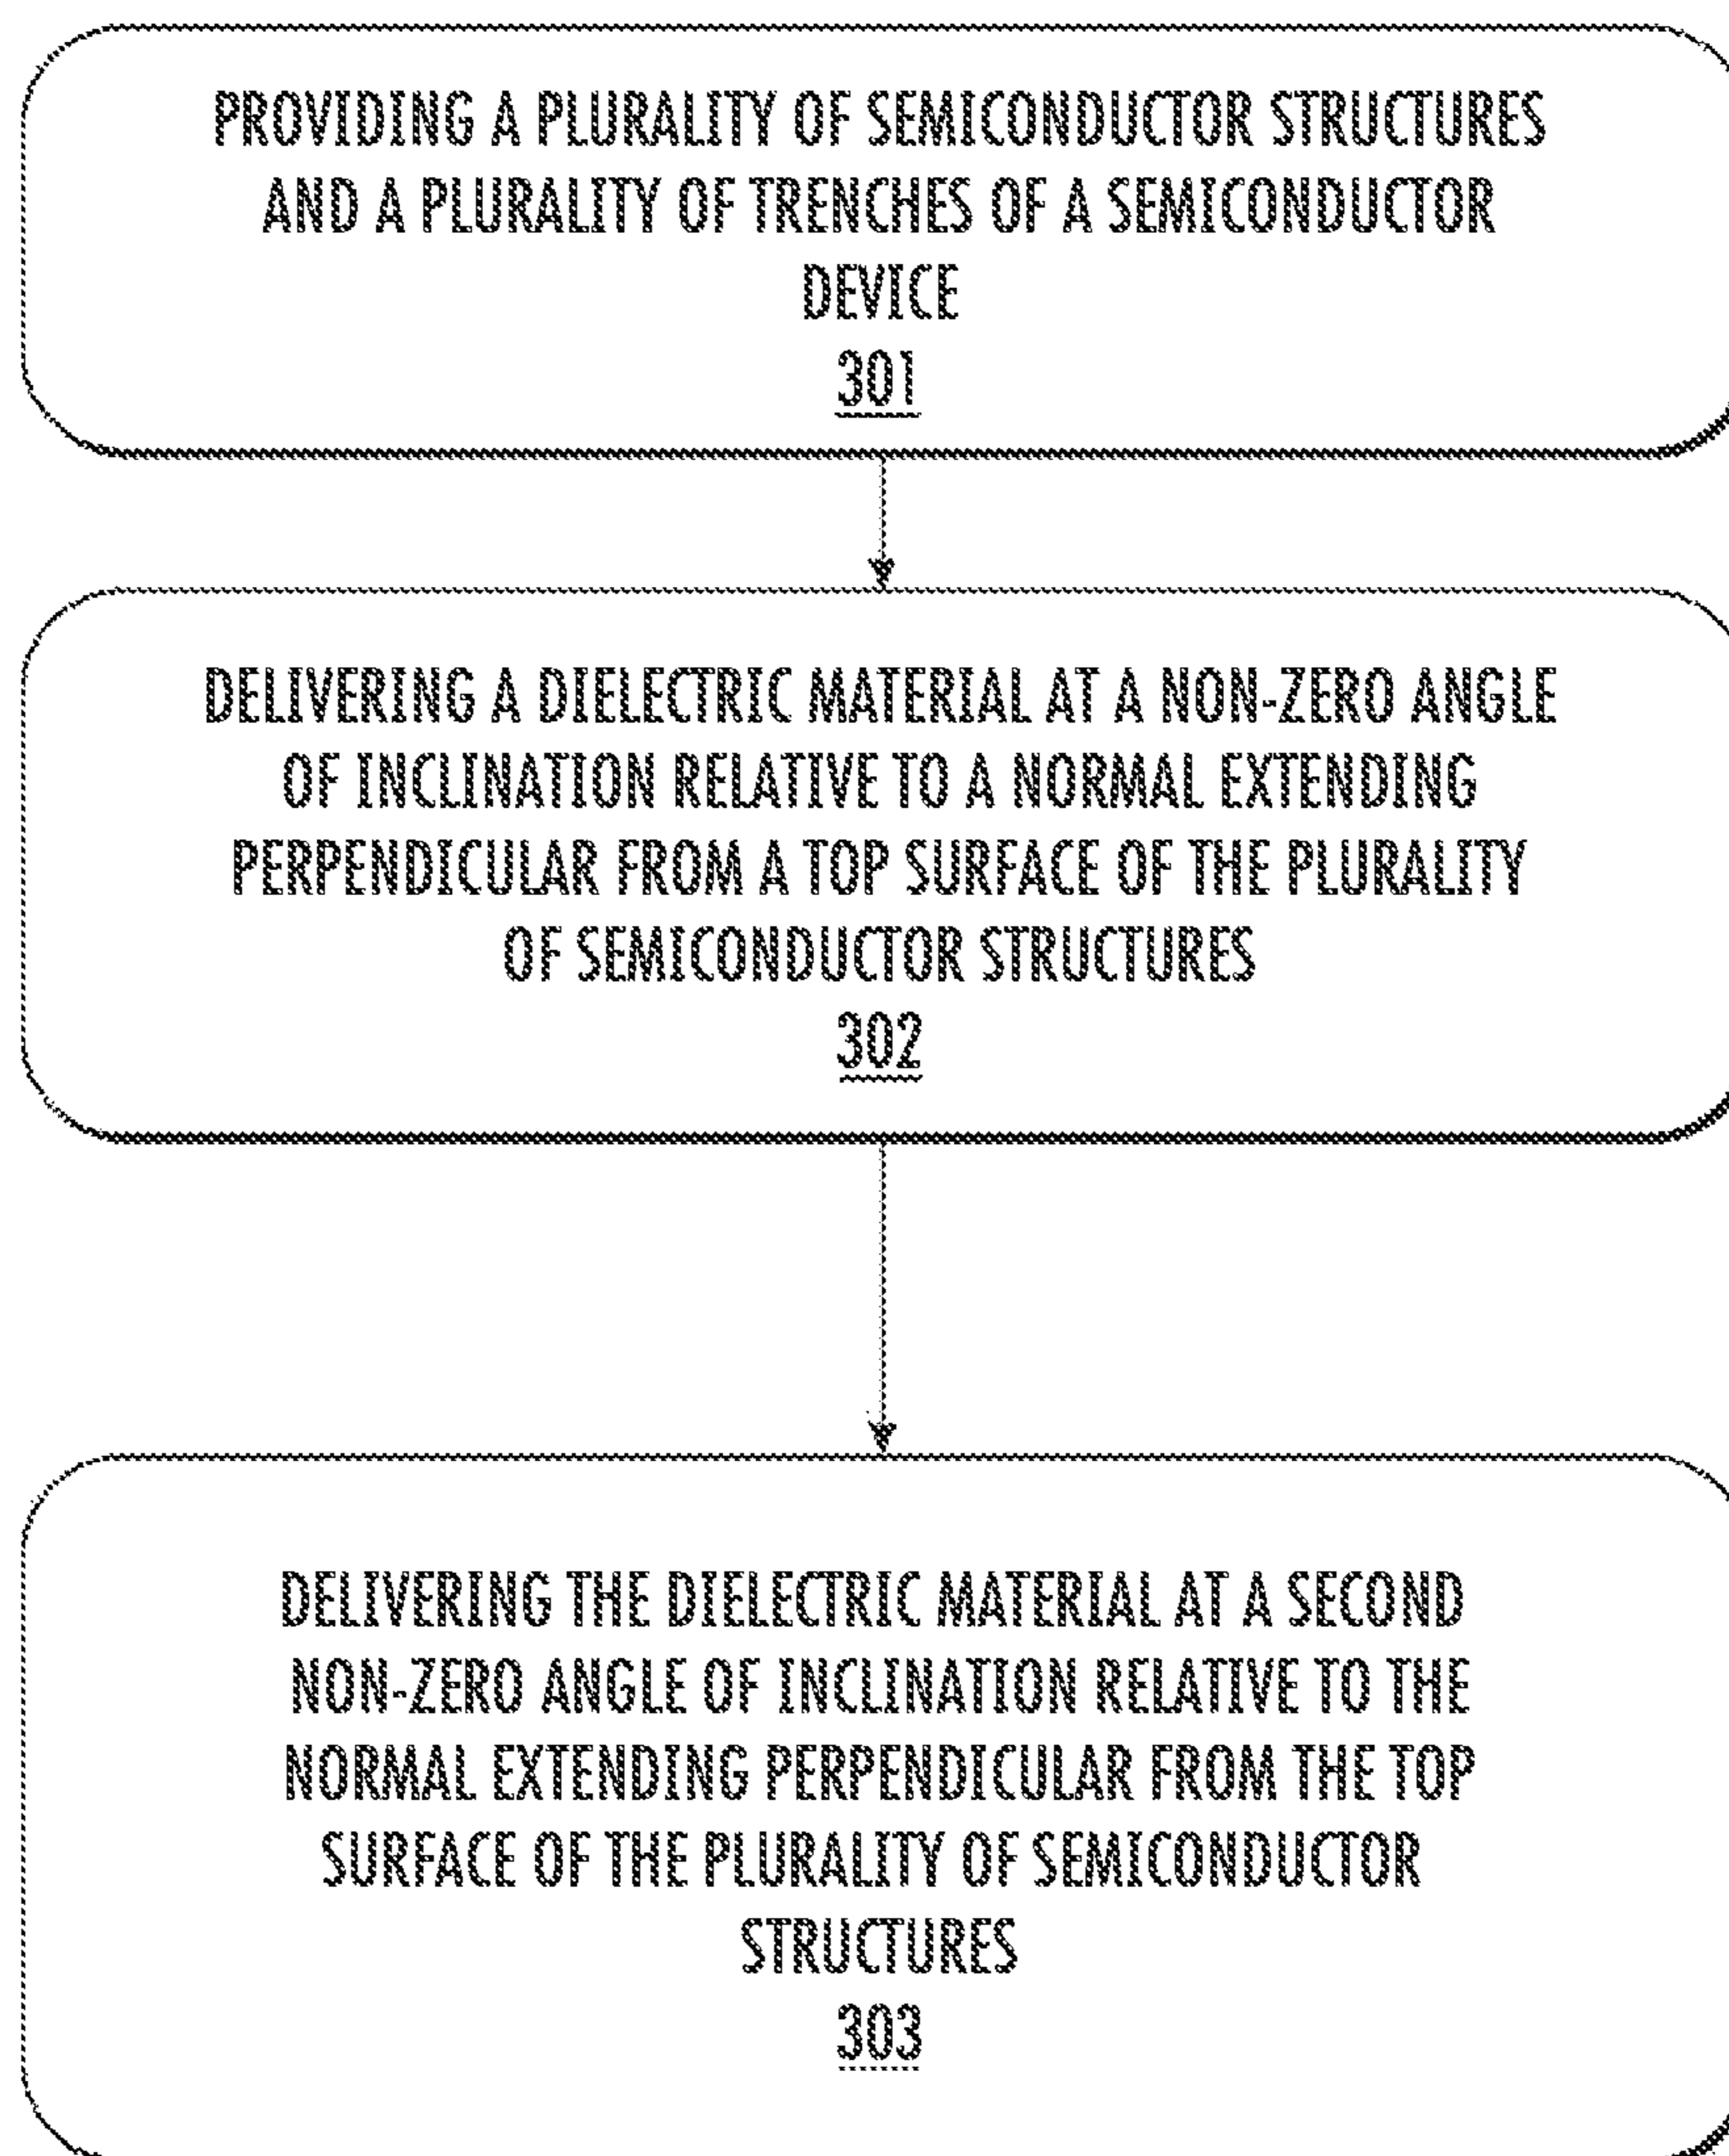 PROVIDING A PLURALITY OF SEMICONDUCTOR STRUCTURES
AND A PLURALITY OF TRENCHES OF A SEMICONDUCTOR
DEVICE
301
DELIVERING A DIELECTRIC MATERIAL AT A NON-ZERO ANGLE
OF INCLINATION RELATIVE TO A NORMAL EXTENDING
PERPENDICULAR FROM A TOP SURFACE OF THE PLURALITY
OF SEMICONDUCTOR STRUCTURES
302
DELIVERING THE DIELECTRIC MATERIAL AT A SECOND
NON-ZERO ANGLE OF INCLINATION RELATIVE TO THE
NORMAL EXTENDING PERPENDICULAR FROM THE TOP
SURFACE OF THE PLURALITY OF SEMICONDUCTOR
STRUCTURES
303